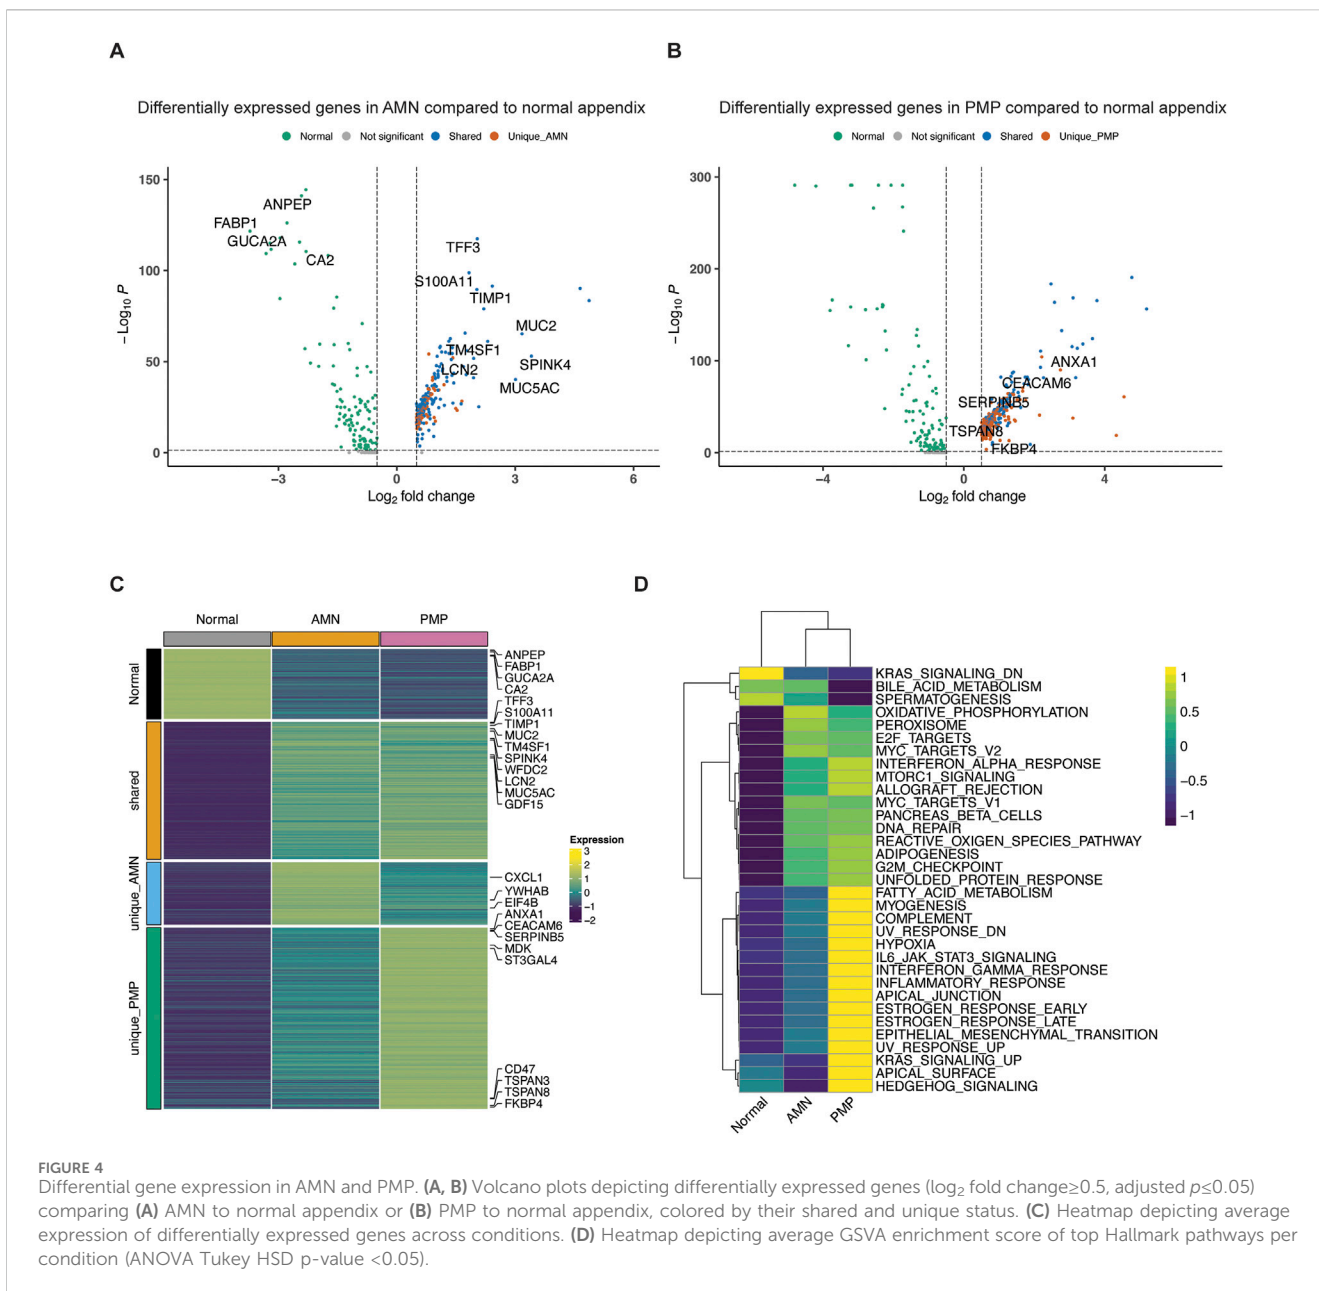 A
Differentially expressed genes in AMN compared to normal appendix
Normal Not significant Shared Unique_AMN
150
100
50
0
−Log10 P
ANPEP
FABP1
GUCA2A
CA2
TFF3
S100A11
TIMP1
MUC2
TM4SF1
SPINK4
LCN2
MUC5AC
−3 0 3 6
Log2 fold change
B
Differentially expressed genes in PMP compared to normal appendix
Normal Not significant Shared Unique_PMP
300
200
100
0
−Log10 P
ANXA1
CEACAM6
SERPINB5
TSPAN8
FKBP4
−4 0 4
Log2 fold change
C
Normal AMN PMP
Normal
shared
unique_AMN
unique_PMP
ANPEP
FABP1
GUCA2A
CA2
TFF3
S100A11
TIMP1
MUC2
TM4SF1
SPINK4
WFDC2
LCN2
MUC5AC
GDF15
CXCL1
YWHAB
EIF4B
ANXA1
CEACAM6
SERPINB5
MDK
ST3GAL4
CD47
TSPAN3
TSPAN8
FKBP4
Expression
3
2
1
0
−1
−2
D
KRAS_SIGNALING_DN
BILE_ACID_METABOLISM
SPERMATOGENESIS
OXIDATIVE_PHOSPHORYLATION
PEROXISOME
E2F_TARGETS
MYC_TARGETS_V2
INTERFERON_ALPHA_RESPONSE
MTORC1_SIGNALING
ALLOGRAFT_REJECTION
MYC_TARGETS_V1
PANCREAS_BETA_CELLS
DNA_REPAIR
REACTIVE_OXIGEN_SPECIES_PATHWAY
ADIPOGENESIS
G2M_CHECKPOINT
UNFOLDED_PROTEIN_RESPONSE
FATTY_ACID_METABOLISM
MYOGENESIS
COMPLEMENT
UV_RESPONSE_DN
HYPOXIA
IL6_JAK_STAT3_SIGNALING
INTERFERON_GAMMA_RESPONSE
INFLAMMATORY_RESPONSE
APICAL_JUNCTION
ESTROGEN_RESPONSE_EARLY
ESTROGEN_RESPONSE_LATE
EPITHELIAL_MESENCHYMAL_TRANSITION
UV_RESPONSE_UP
KRAS_SIGNALING_UP
APICAL_SURFACE
HEDGEHOG_SIGNALING
Normal AMN PMP
1
0.5
0
−0.5
−1
FIGURE 4
Differential gene expression in AMN and PMP. (A, B) Volcano plots depicting differentially expressed genes (log2 fold change≥0.5, adjusted p≤0.05)
comparing (A) AMN to normal appendix or (B) PMP to normal appendix, colored by their shared and unique status. (C) Heatmap depicting average
expression of differentially expressed genes across conditions. (D) Heatmap depicting average GSVA enrichment score of top Hallmark pathways per
condition (ANOVA Tukey HSD p-value <0.05).